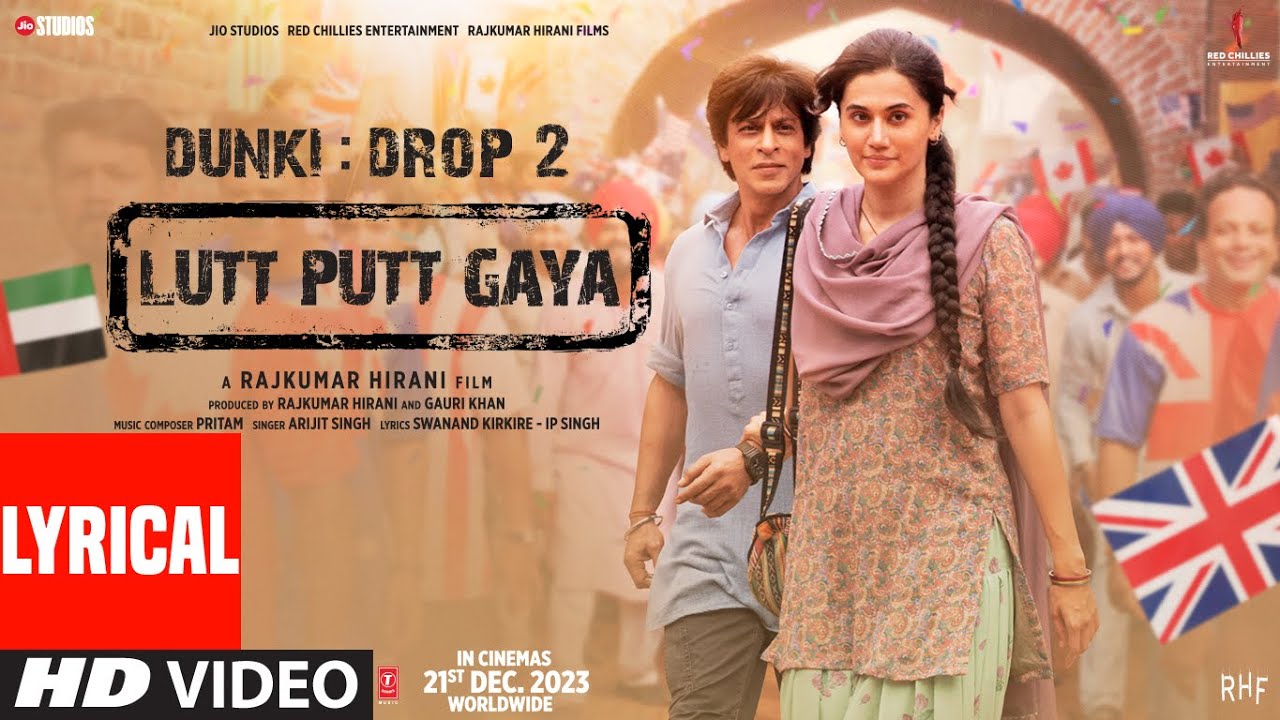 Jio STUDIOS
JIO STUDIOS RED CHILLIES ENTERTAINMENT RAJKUMAR HIRANI FILMS
RED CHILLIES
ENTERTAINMENT
DUNKI : DROP 2
LUTT PUTT GAYA
A RAJKUMAR HIRANI FILM
PRODUCED BY RAJKUMAR HIRANI AND GAURI KHAN
MUSIC COMPOSER PRITAM SINGER ARIJIT SINGH LYRICS SWANAND KIRKIRE - IP SINGH
LYRICAL
HD VIDEO
T
MUSIC
IN CINEMAS
21ST DEC. 2023
WORLDWIDE
RHF